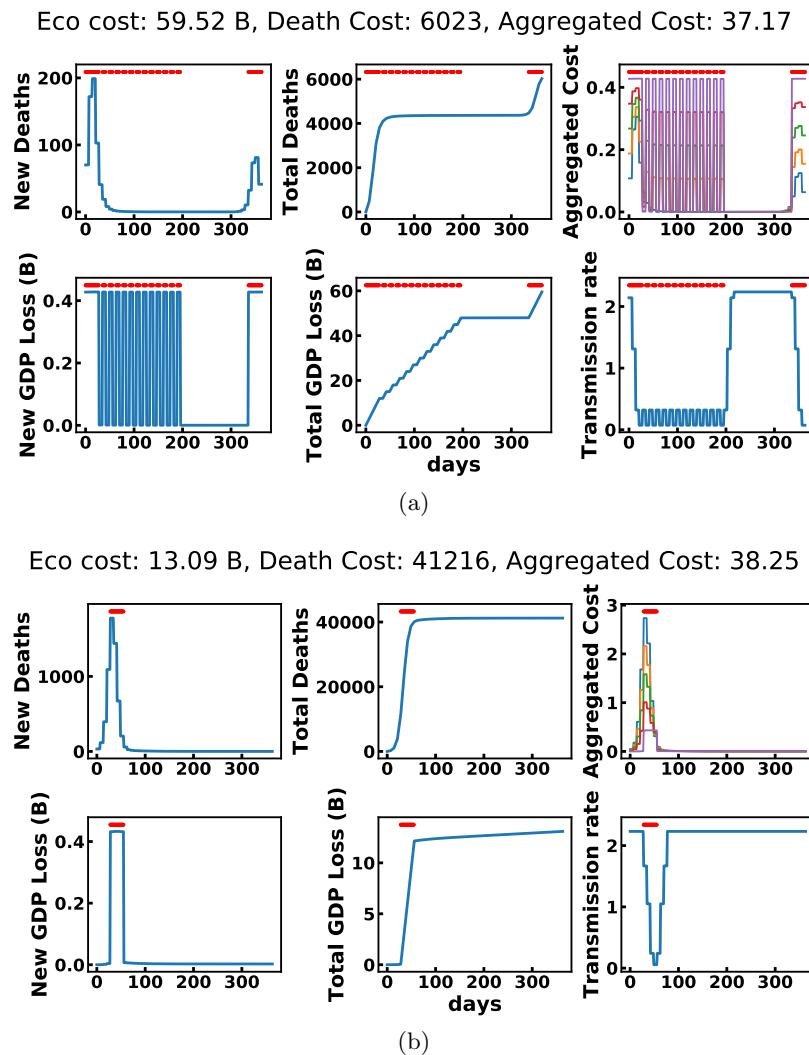 Eco cost: 59.52 B, Death Cost: 6023, Aggregated Cost: 37.17
New Deaths
200
100
0
0 100 200 300
Total Deaths
6000
4000
2000
0
0 100 200 300
Aggregated Cost
0.4
0.2
0.0
0 100 200 300
New GDP Loss (B)
0.4
0.2
0.0
0 100 200 300
Total GDP Loss (B)
60
40
20
0
0 100 200 300
days
Transmission rate
2
1
0
0 100 200 300
(a)
Eco cost: 13.09 B, Death Cost: 41216, Aggregated Cost: 38.25
New Deaths
1000
0
0 100 200 300
Total Deaths
40000
20000
0
0 100 200 300
Aggregated Cost
3
2
1
0
0 100 200 300
New GDP Loss (B)
0.4
0.2
0.0
0 100 200 300
Total GDP Loss (B)
10
5
0
0 100 200 300
days
Transmission rate
2
1
0
0 100 200 300
(b)